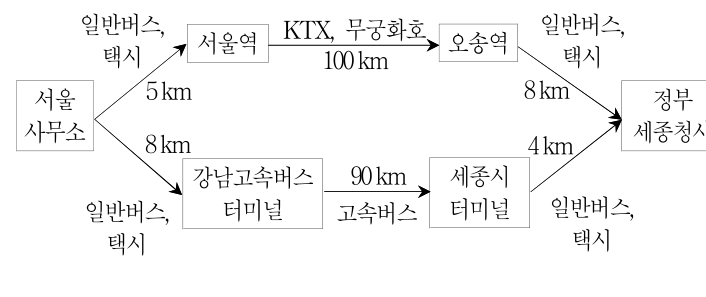 일반버스,
택시
서울역
KTX, 무궁화호
100 km
오송역
일반버스,
택시
5 km
8 km
서울
사무소
정부
세종청사
8 km
4 km
강남고속버스
터미널
90 km
고속버스
세종시
터미널
일반버스,
택시
일반버스,
택시